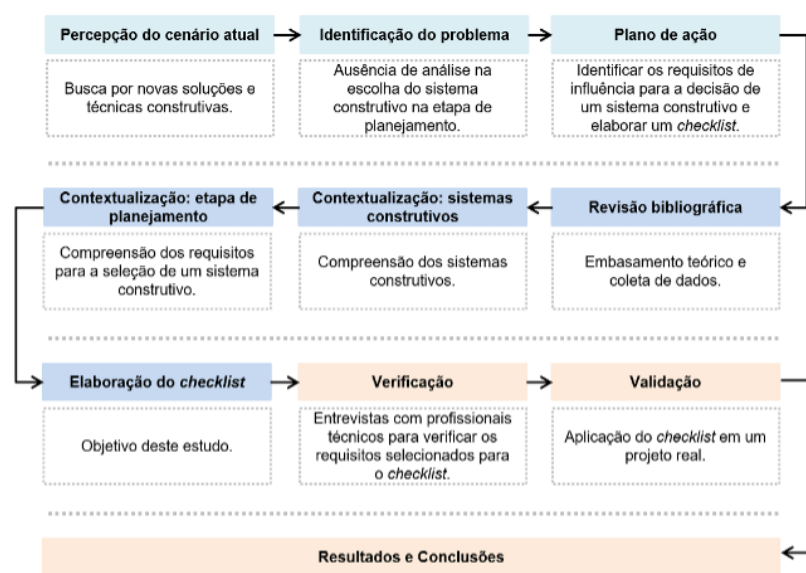 Percepção do cenário atual
Identificação do problema
Plano de ação
Busca por novas soluções e
técnicas construtivas.
Ausência de análise na
escolha do sistema
construtivo na etapa de
planejamento.
Identificar os requisitos de
influência para a decisão de
um sistema construtivo e
elaborar um checklist.
Contextualização: etapa de
planejamento
Contextualização: sistemas
construtivos
Revisão bibliográfica
Compreensão dos requisitos
para a seleção de um sistema
construtivo.
Compreensão dos sistemas
construtivos.
Embasamento teórico e
coleta de dados.
Elaboração do checklist
Verificação
Validação
Objetivo deste estudo.
Entrevistas com profissionais
técnicos para verificar os
requisitos selecionados para
o checklist.
Aplicação do checklist em um
projeto real.
Resultados e Conclusões